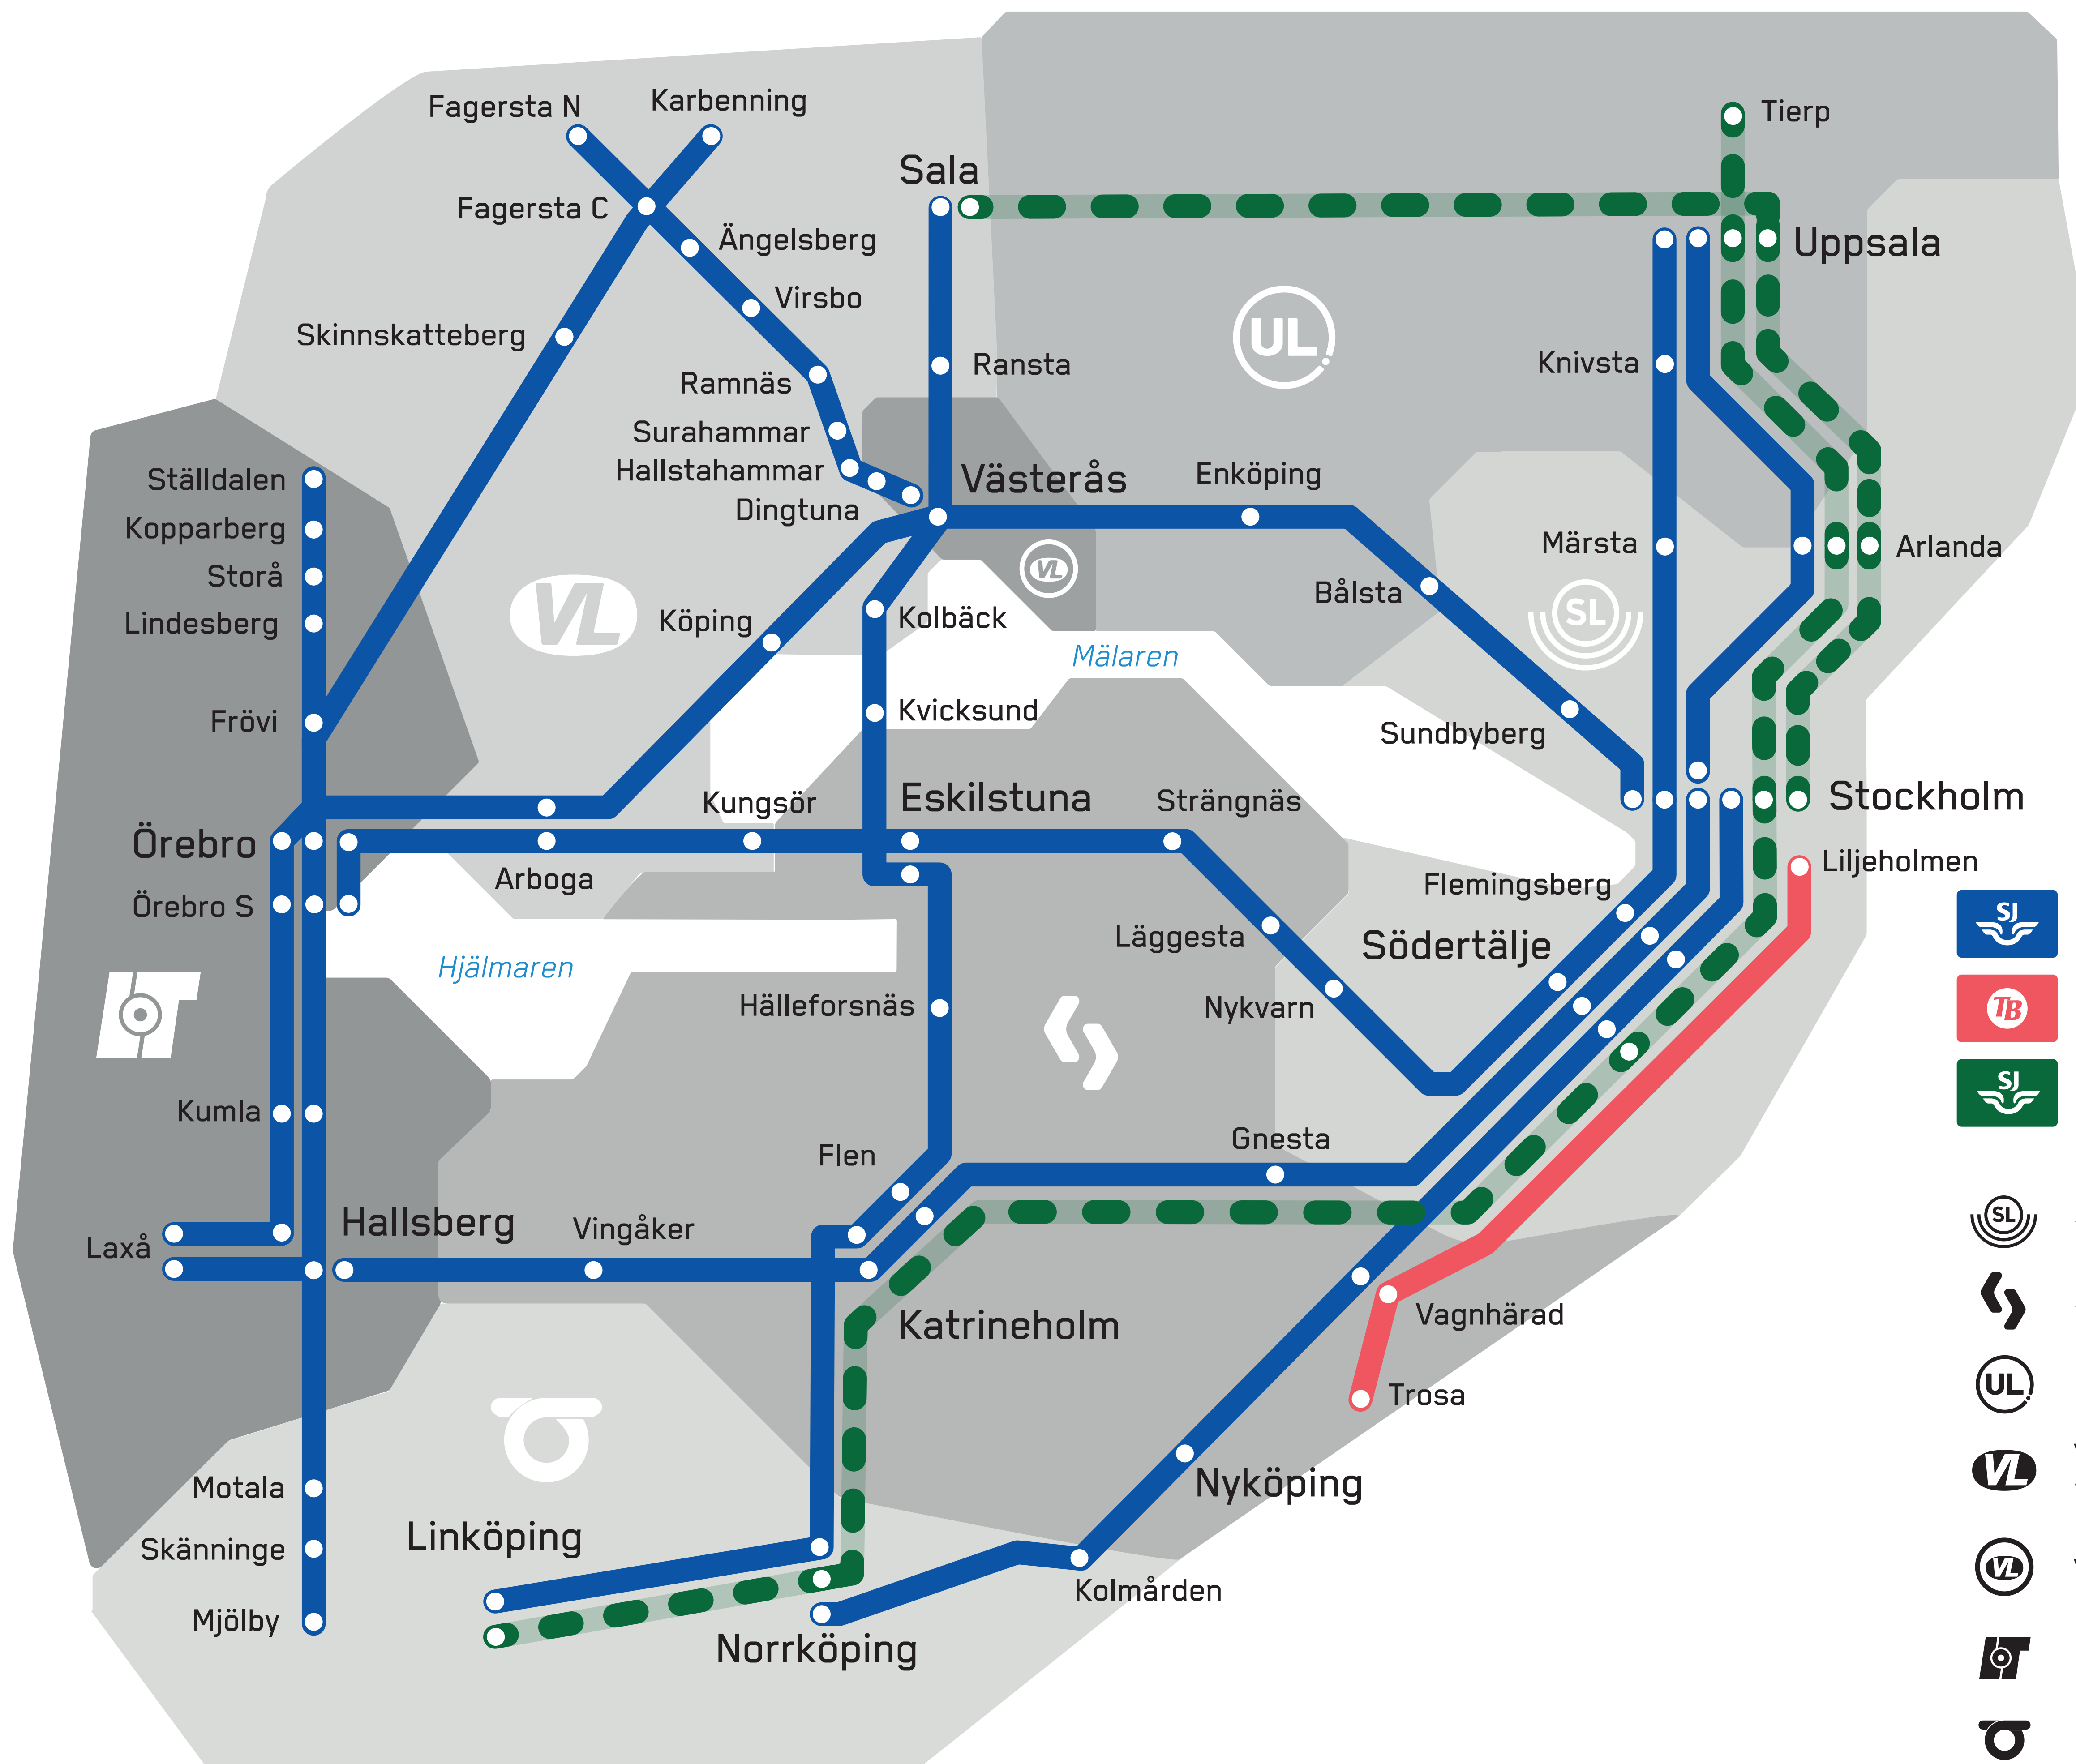 Fagersta N
Karbenning
Tierp
Sala
Fagersta C
Ängelsberg
Uppsala
Virsbo
Skinnskatteberg
UL
Ransta
Knivsta
Ramnäs
Surahammar
Hallstahammar
Västerås
Enköping
Ställdalen
Dingtuna
Kopparberg
Märsta
Arlanda
Storå
VL
Bålsta
SL
VL
Lindesberg
Köping
Kolbäck
Mälaren
Frövi
Kvicksund
Sundbyberg
Kungsör
Eskilstuna
Strängnäs
Stockholm
Örebro
Liljeholmen
Arboga
Flemingsberg
Örebro S
SJ
Läggesta
Södertälje
Hjälmaren
Hälleforsnäs
Nykvarn
TB
SJ
Kumla
Gnesta
Flen
Hallsberg
Vingåker
SL
Laxå
Katrineholm
Vagnhärad
UL
Trosa
Motala
Nyköping
VL
Linköping
Skänninge
VL
Kolmården
Mjölby
Norrköping